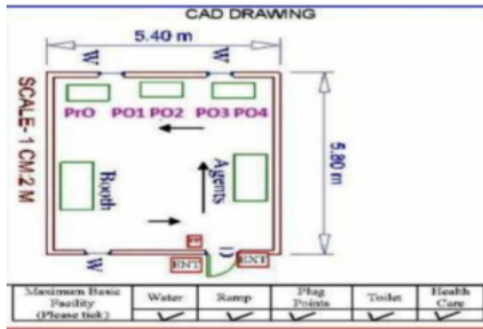 CAD DRAWING
5.40 m
W W
PrO PO1 PO2 PO3 PO4
SCALE- 1 CM:2 M
5.80 m
Booth
Agents
W
D
ENT
EXT
Maximum Basic Facility (Please tick)
Water
Ramp
Plug Points
Toilet
Health Care